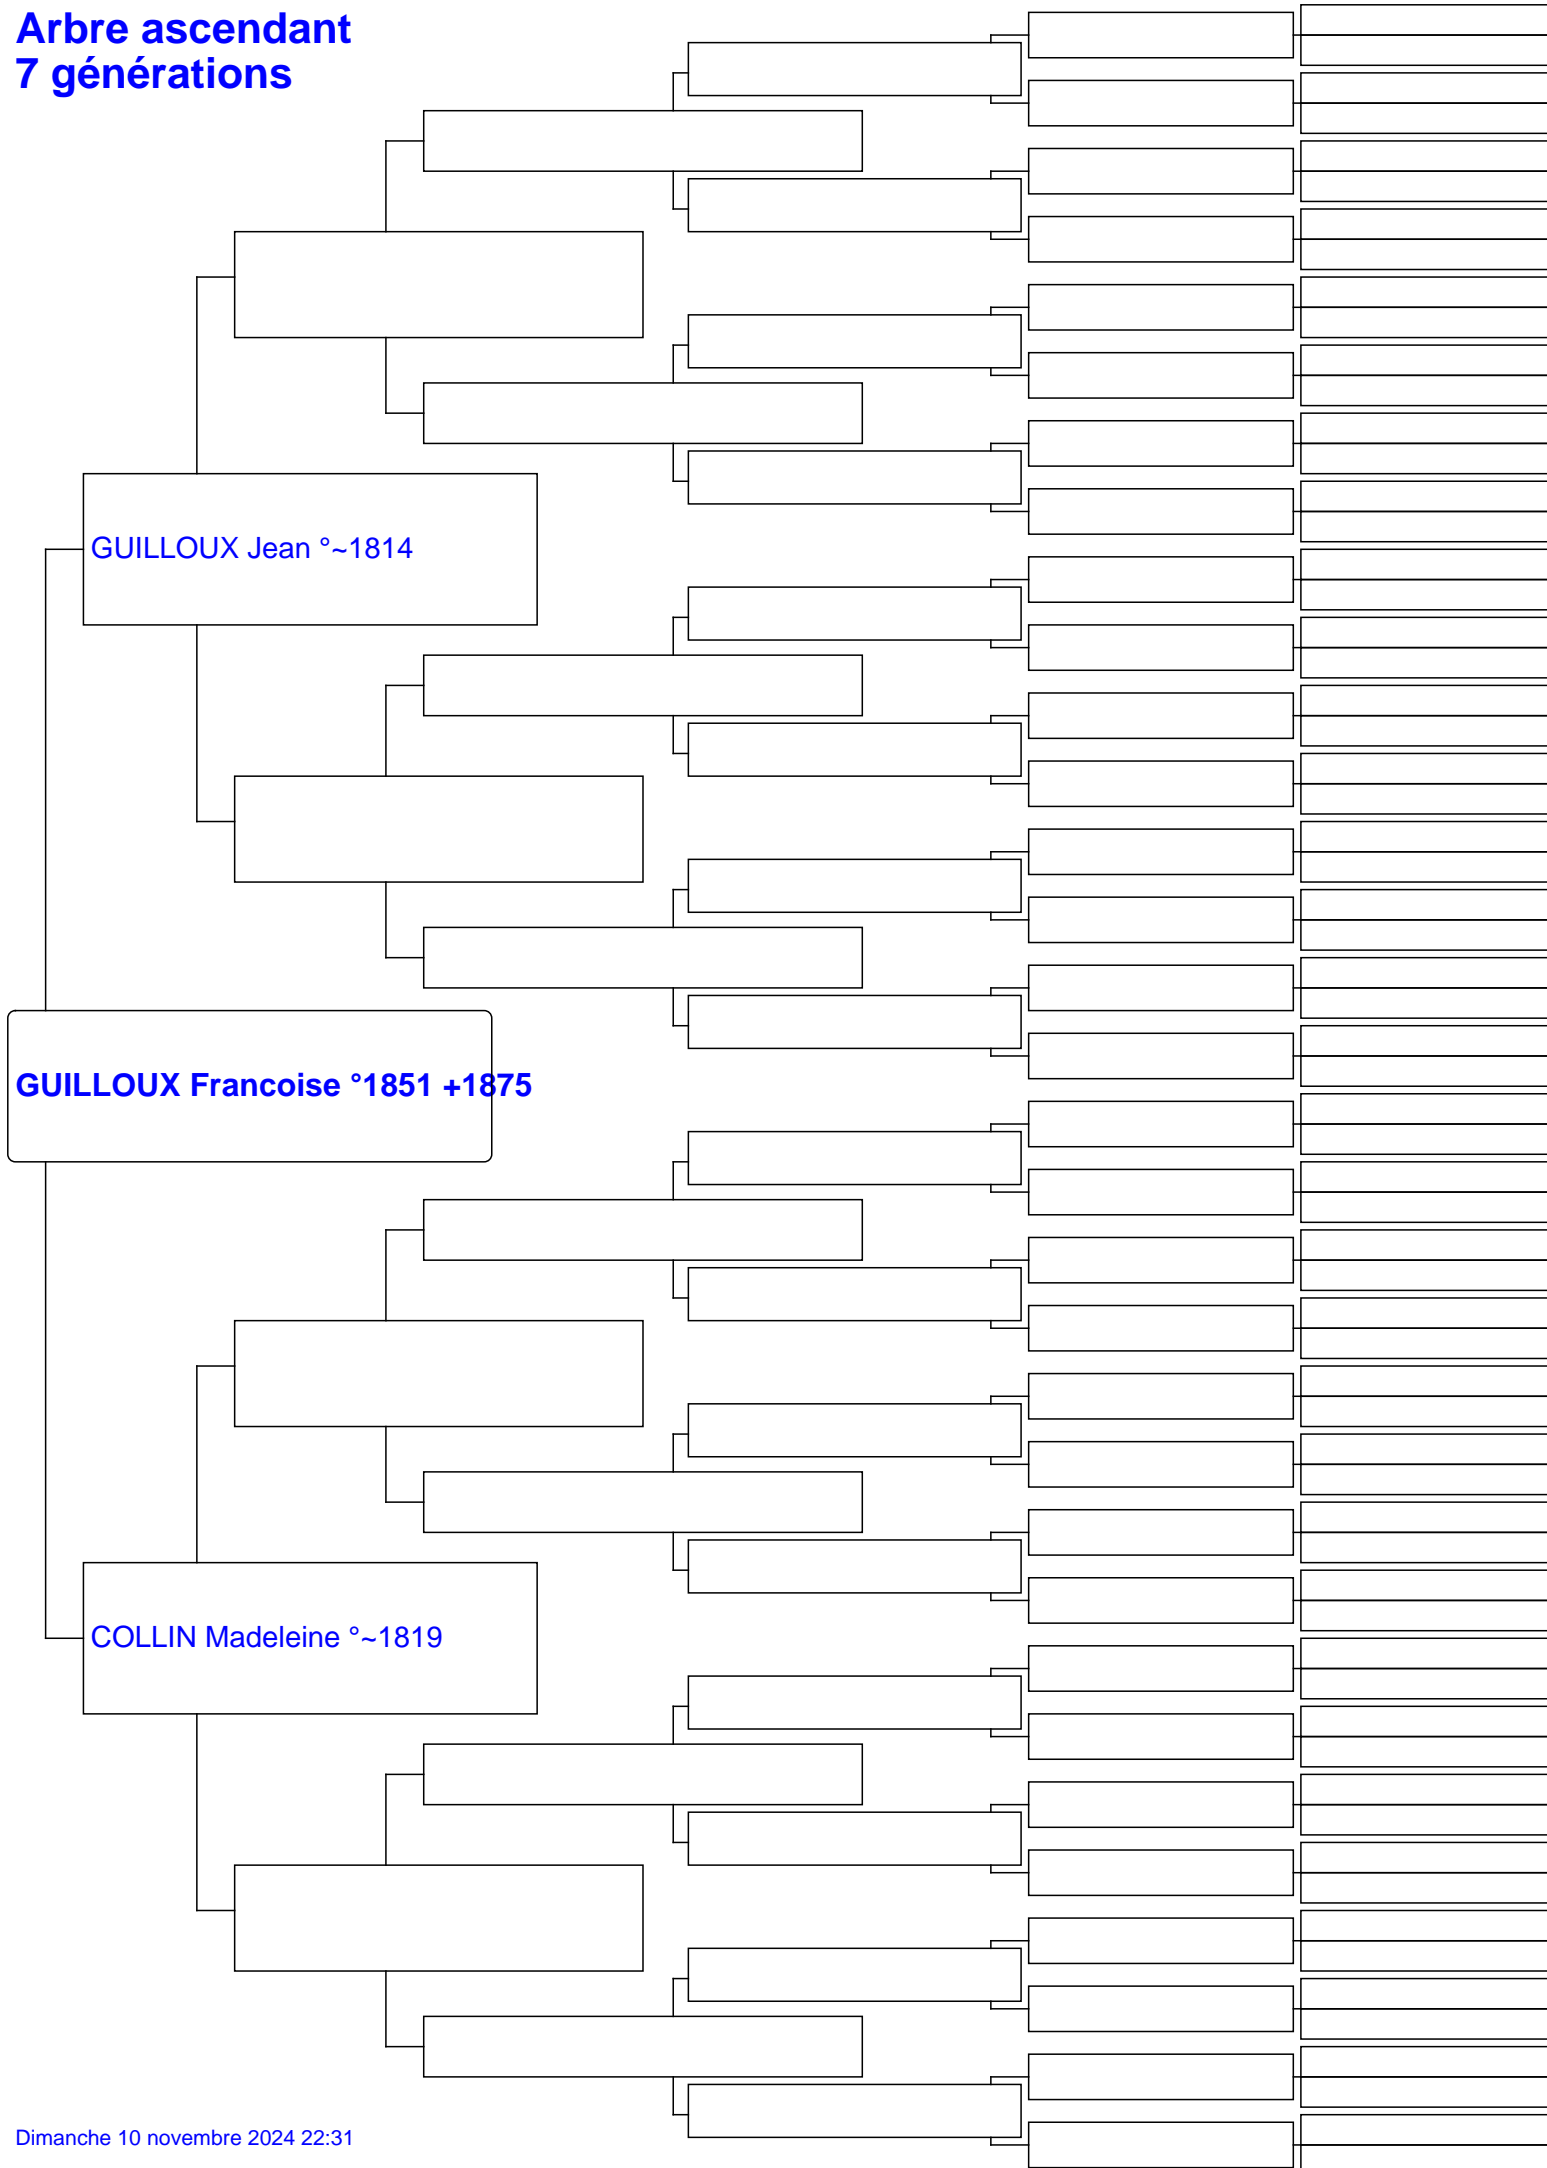 Arbre ascendant
7 générations
GUILLOUX Jean °~1814
GUILLOUX Francoise °1851 +1875
COLLIN Madeleine °~1819
Dimanche 10 novembre 2024 22:31